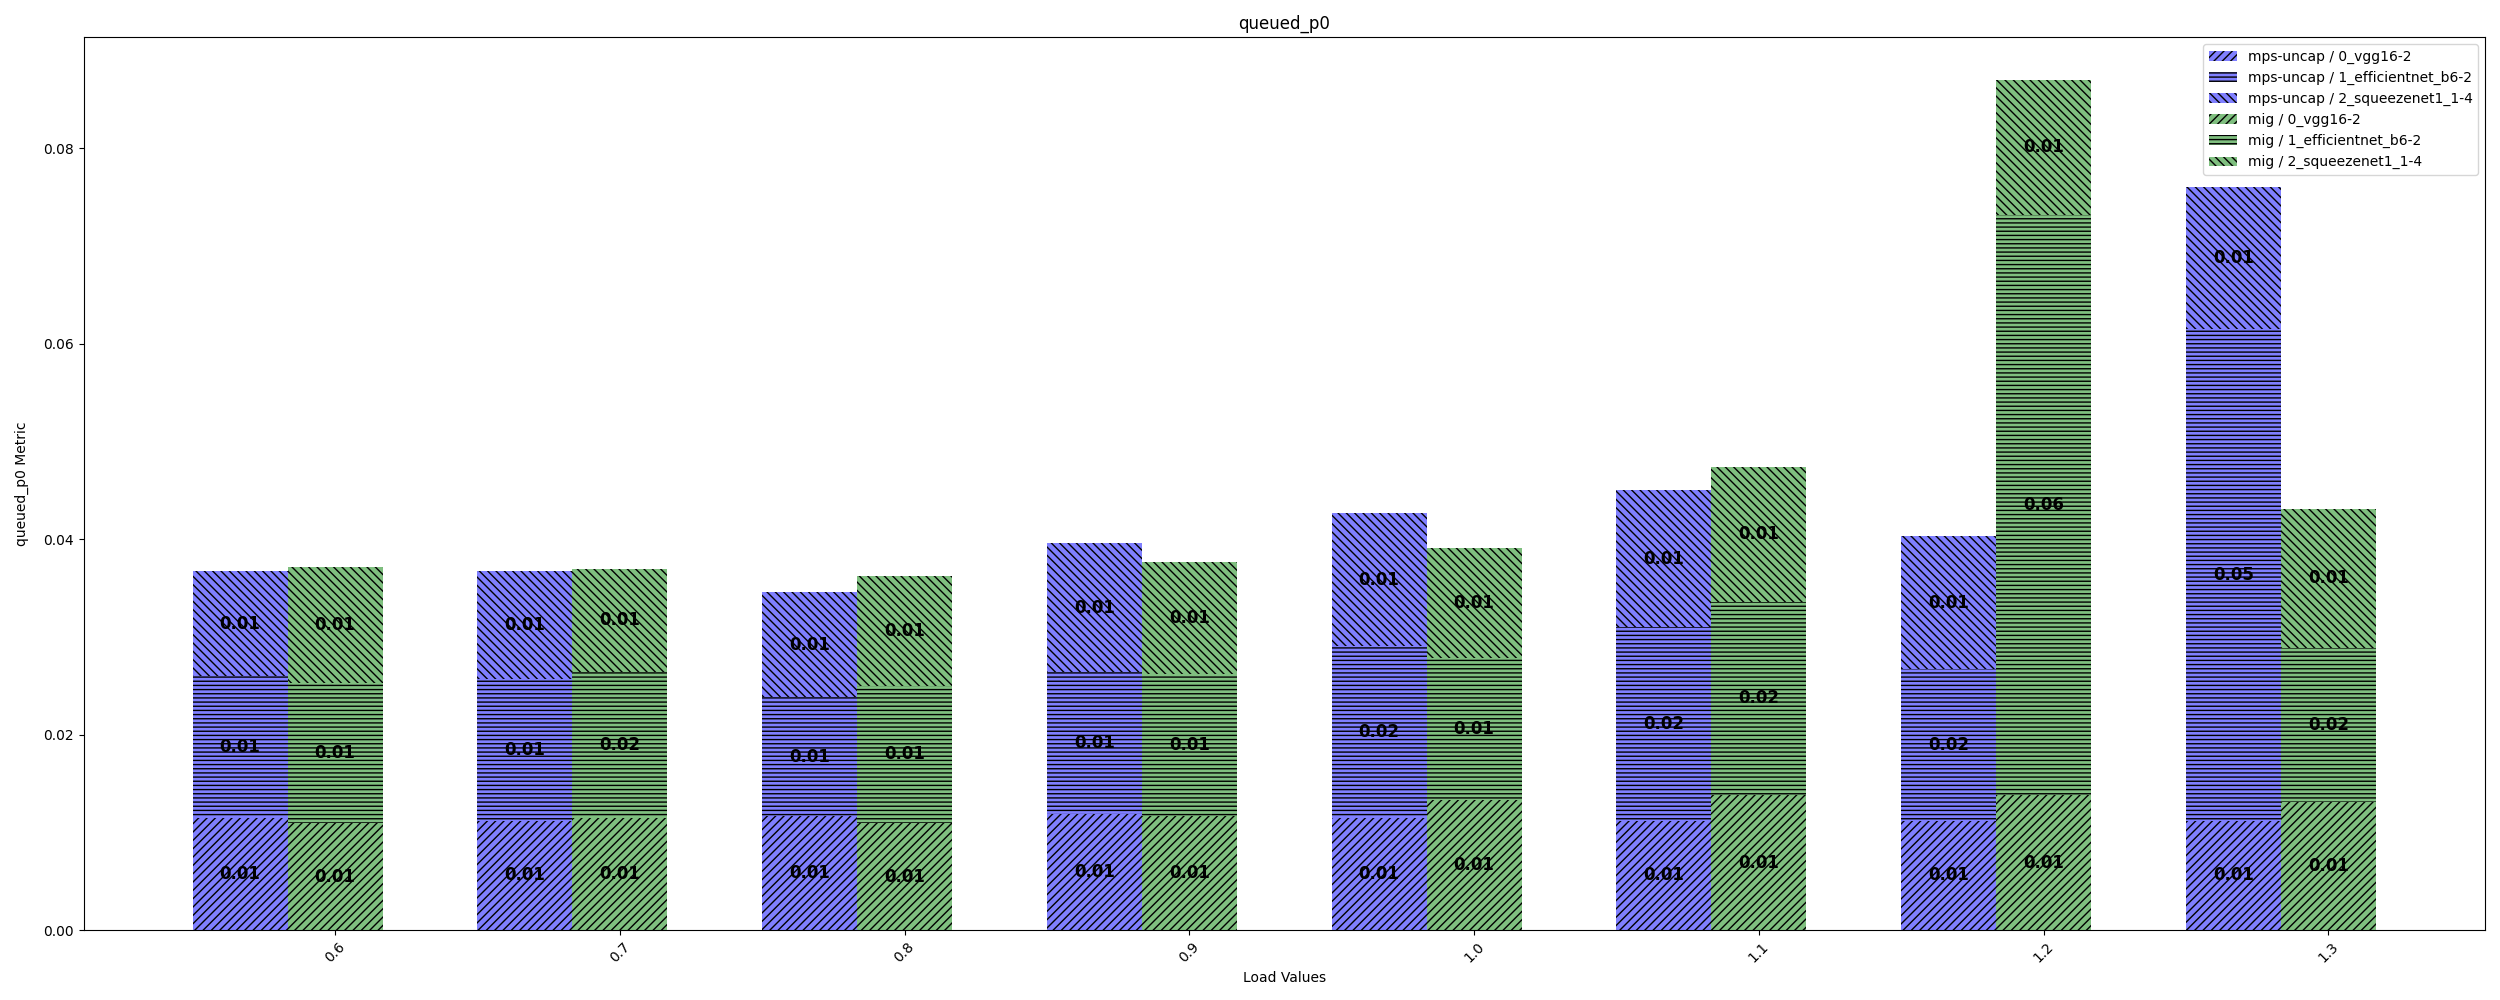 queued_p0
mps-uncap / 0_vgg16-2
mps-uncap / 1_efficientnet_b6-2
mps-uncap / 2_squeezenet1_1-4
mig / 0_vgg16-2
mig / 1_efficientnet_b6-2
mig / 2_squeezenet1_1-4
queued_p0 Metric
0.08
0.06
0.04
0.02
0.00
0.01 0.01 0.01 0.01 0.01 0.01 0.01 0.01 0.01 0.01 0.01 0.01 0.01 0.01 0.01 0.01
0.01 0.01 0.01 0.02 0.01 0.01 0.01 0.01 0.02 0.01 0.02 0.02 0.02 0.06 0.05 0.02
0.01 0.01 0.01 0.01 0.01 0.01 0.01 0.01 0.01 0.01 0.01 0.01 0.01 0.01 0.01 0.01
0.6 0.7 0.8 0.9 1.0 1.1 1.2 1.3
Load Values